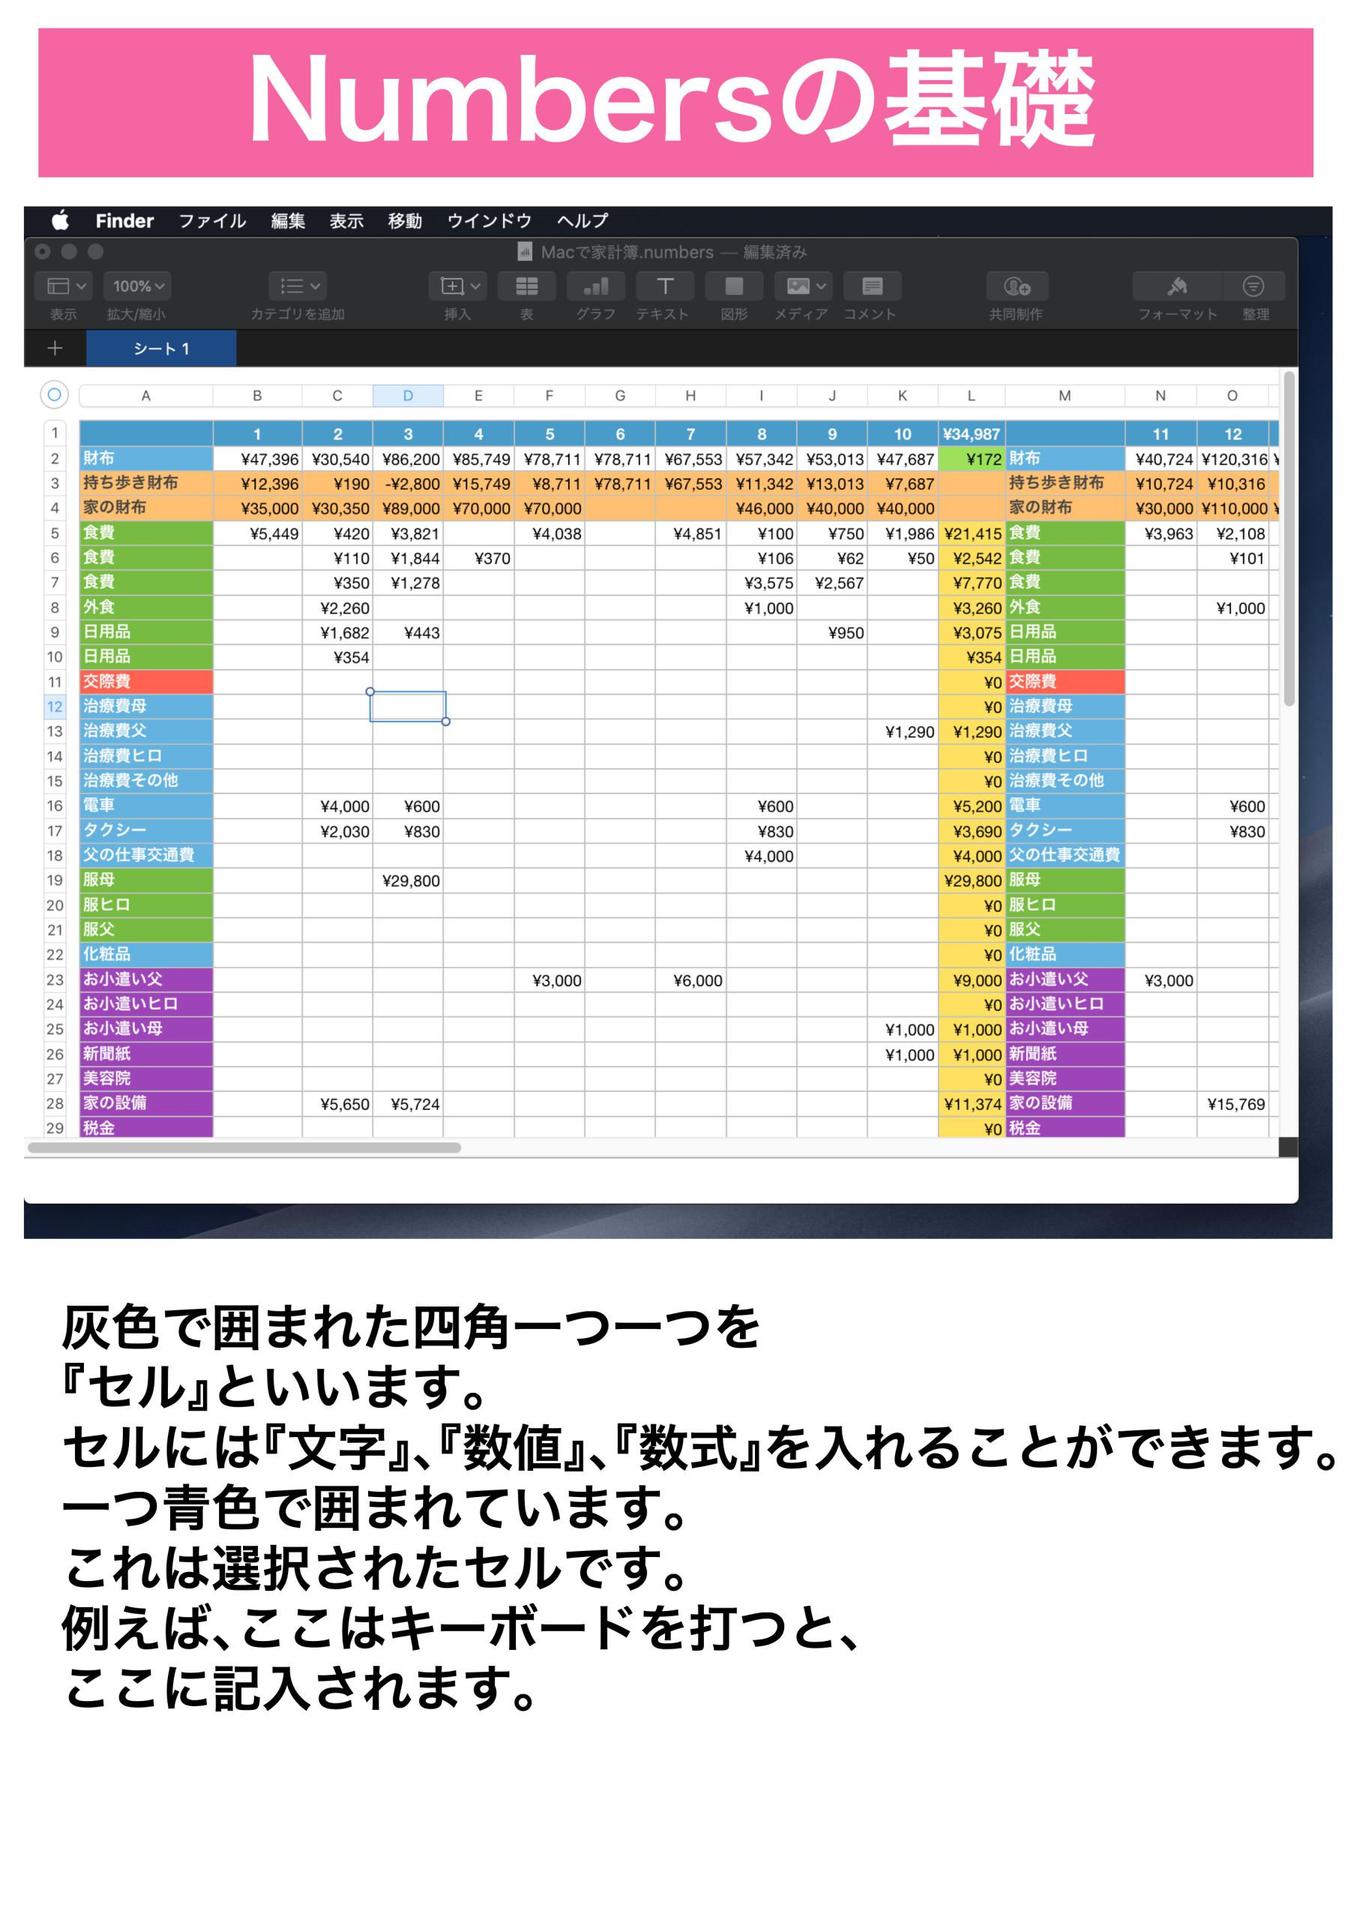 Numbersの基礎
Finder ファイル 編集 表示 移動 ウインドウ ヘルプ
Macで家計簿.numbers — 編集済み
100%
表示 拡大/縮小 カテゴリを追加 挿入 表 グラフ テキスト 図形 メディア コメント 共同制作 フォーマット 整理
シート 1
A B C D E F G H I J K L M N O
1 1 2 3 4 5 6 7 8 9 10 ¥34,987 11 12
2 財布 ¥47,396 ¥30,540 ¥86,200 ¥85,749 ¥78,711 ¥78,711 ¥67,553 ¥57,342 ¥53,013 ¥47,687 ¥172 財布 ¥40,724 ¥120,316 ¥
3 持ち歩き財布 ¥12,396 ¥190 -¥2,800 ¥15,749 ¥8,711 ¥78,711 ¥67,553 ¥11,342 ¥13,013 ¥7,687 持ち歩き財布 ¥10,724 ¥10,316
4 家の財布 ¥35,000 ¥30,350 ¥89,000 ¥70,000 ¥70,000 ¥46,000 ¥40,000 ¥40,000 家の財布 ¥30,000 ¥110,000 ¥
5 食費 ¥5,449 ¥420 ¥3,821 ¥4,038 ¥4,851 ¥100 ¥750 ¥1,986 ¥21,415 食費 ¥3,963 ¥2,108
6 食費 ¥110 ¥1,844 ¥370 ¥106 ¥62 ¥50 ¥2,542 食費 ¥101
7 食費 ¥350 ¥1,278 ¥3,575 ¥2,567 ¥7,770 食費
8 外食 ¥2,260 ¥1,000 ¥3,260 外食 ¥1,000
9 日用品 ¥1,682 ¥443 ¥950 ¥3,075 日用品
10 日用品 ¥354 ¥354 日用品
11 交際費 ¥0 交際費
12 治療費母 ¥0 治療費母
13 治療費父 ¥1,290 ¥1,290 治療費父
14 治療費ヒロ ¥0 治療費ヒロ
15 治療費その他 ¥0 治療費その他
16 電車 ¥4,000 ¥600 ¥600 ¥5,200 電車 ¥600
17 タクシー ¥2,030 ¥830 ¥830 ¥3,690 タクシー ¥830
18 父の仕事交通費 ¥4,000 ¥4,000 父の仕事交通費
19 服母 ¥29,800 ¥29,800 服母
20 服ヒロ ¥0 服ヒロ
21 服父 ¥0 服父
22 化粧品 ¥0 化粧品
23 お小遣い父 ¥3,000 ¥6,000 ¥9,000 お小遣い父 ¥3,000
24 お小遣いヒロ ¥0 お小遣いヒロ
25 お小遣い母 ¥1,000 ¥1,000 お小遣い母
26 新聞紙 ¥1,000 ¥1,000 新聞紙
27 美容院 ¥0 美容院
28 家の設備 ¥5,650 ¥5,724 ¥11,374 家の設備 ¥15,769
29 税金 ¥0 税金
灰色で囲まれた四角一つ一つを
『セル』といいます。
セルには『文字』、『数値』、『数式』を入れることができます。
一つ青色で囲まれています。
これは選択されたセルです。
例えば、ここはキーボードを打つと、
ここに記入されます。